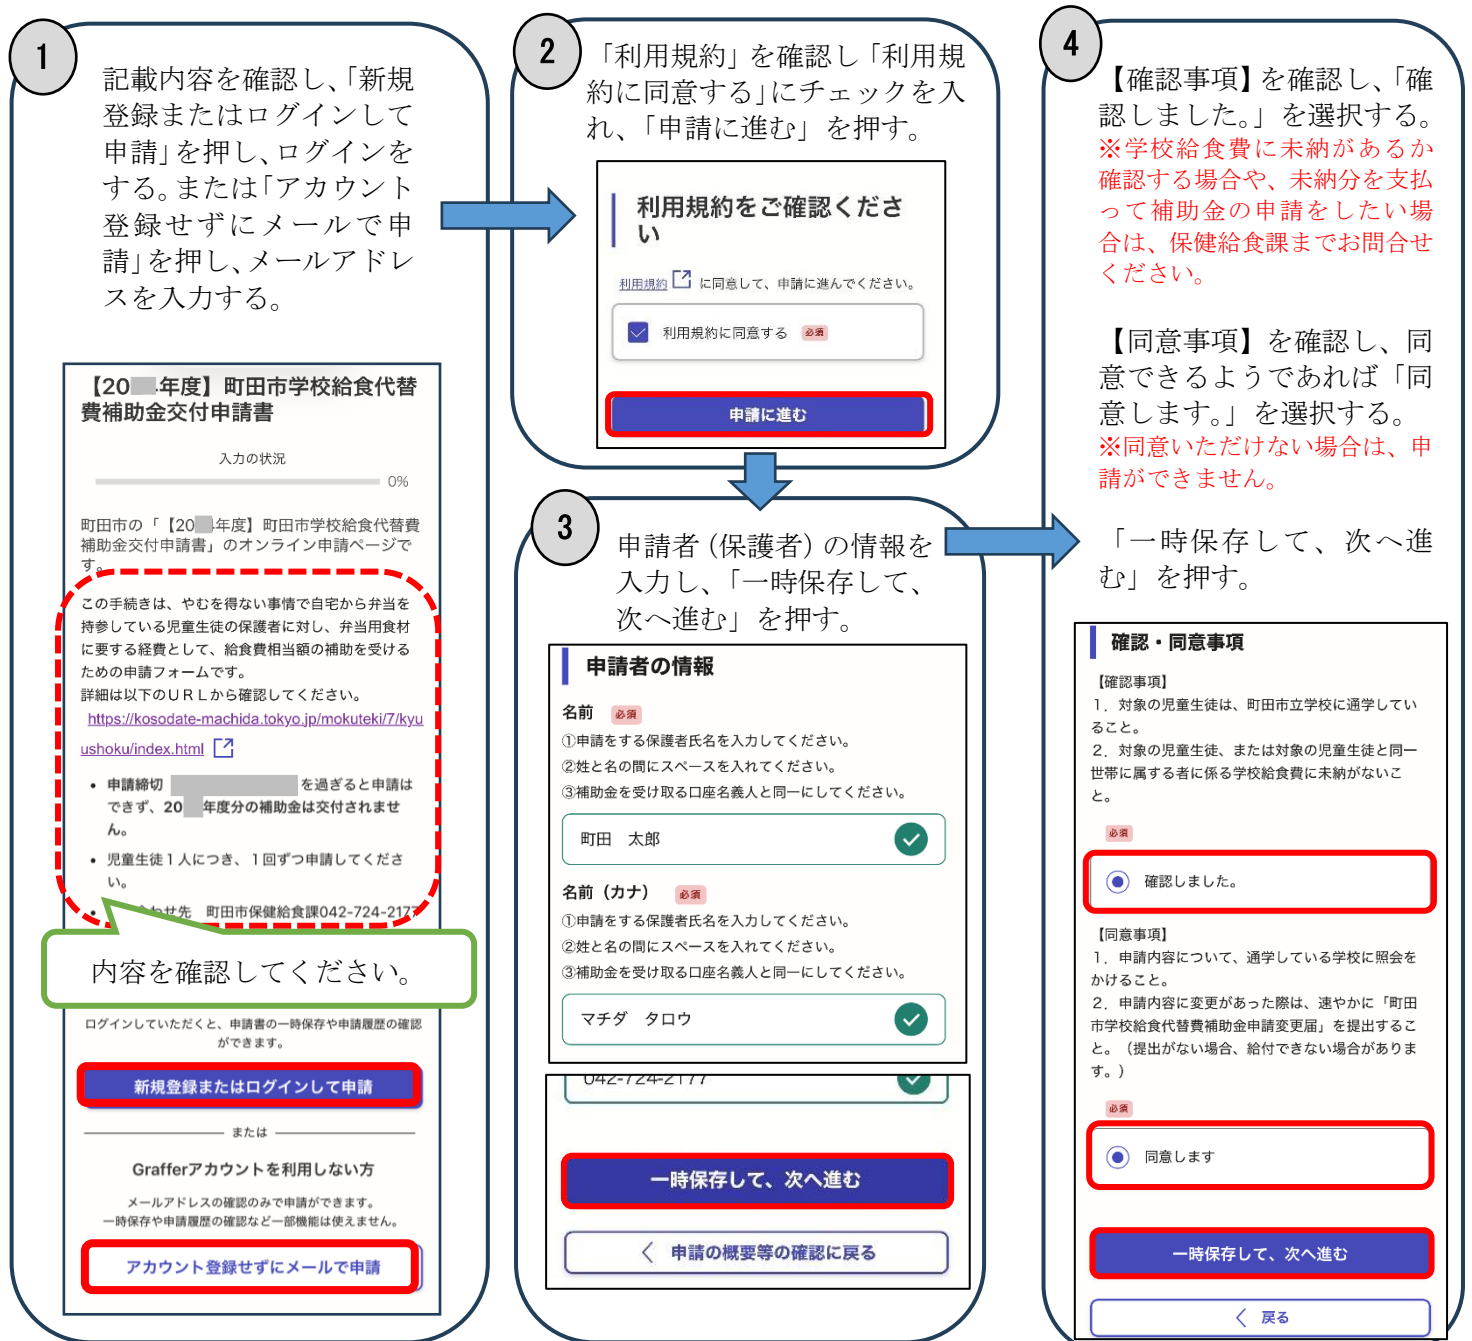 1
記載内容を確認し、「新規
登録またはログインして
申請」を押し、ログインを
する。または「アカウント
登録せずにメールで申
請」を押し、メールアドレ
スを入力する。
【20 年度】町田市学校給食代替
費補助金交付申請書
入力の状況
0%
町田市の「【20 年度】町田市学校給食代替費
補助金交付申請書」のオンライン申請ページで
す。
この手続きは、やむを得ない事情で自宅から弁当を
持参している児童生徒の保護者に対し、弁当用食材
に要する経費として、給食費相当額の補助を受ける
ための申請フォームです。
詳細は以下のＵＲＬから確認してください。
https://kosodate-machida.tokyo.jp/mokuteki/7/kyu
ushoku/index.html
• 申請締切 を過ぎると申請は
できず、20 年度分の補助金は交付されませ
ん。
• 児童生徒１人につき、１回ずつ申請してくださ
い。
わせ先 町田市保健給食課042-724-2177
内容を確認してください。
ログインしていただくと、申請書の一時保存や申請履歴の確認
ができます。
新規登録またはログインして申請
または
Grafferアカウントを利用しない方
メールアドレスの確認のみで申請ができます。
一時保存や申請履歴の確認など一部機能は使えません。
アカウント登録せずにメールで申請
2
「利用規約」を確認し「利用規
約に同意する」にチェックを入
れ、「申請に進む」を押す。
利用規約をご確認くださ
い
利用規約 に同意して、申請に進んでください。
利用規約に同意する 必須
申請に進む
3
申請者（保護者）の情報を
入力し、「一時保存して、
次へ進む」を押す。
申請者の情報
名前 必須
①申請をする保護者氏名を入力してください。
②姓と名の間にスペースを入れてください。
③補助金を受け取る口座名義人と同一にしてください。
町田　太郎
名前（カナ） 必須
①申請をする保護者氏名を入力してください。
②姓と名の間にスペースを入れてください。
③補助金を受け取る口座名義人と同一にしてください。
マチダ　タロウ
042-724-2177
一時保存して、次へ進む
〈 申請の概要等の確認に戻る
4
【確認事項】を確認し、「確
認しました。」を選択する。
※学校給食費に未納があるか
確認する場合や、未納分を支払
って補助金の申請をしたい場
合は、保健給食課までお問合せ
ください。
【同意事項】を確認し、同
意できるようであれば「同
意します。」を選択する。
※同意いただけない場合は、申
請ができません。
「一時保存して、次へ進
む」を押す。
確認・同意事項
【確認事項】
１．対象の児童生徒は、町田市立学校に通学してい
ること。
２．対象の児童生徒、または対象の児童生徒と同一
世帯に属する者に係る学校給食費に未納がないこ
と。
必須
確認しました。
【同意事項】
１．申請内容について、通学している学校に照会を
かけること。
２．申請内容に変更があった際は、速やかに「町田
市学校給食代替費補助金申請変更届」を提出するこ
と。（提出がない場合、給付できない場合がありま
す。）
必須
同意します
一時保存して、次へ進む
〈 戻る